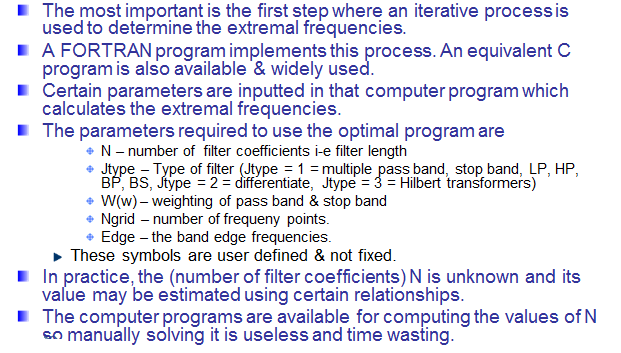 The most important is the first step where an iterative process is
used to determine the extremal frequencies.
A FORTRAN program implements this process. An equivalent C
program is also available & widely used.
Certain parameters are inputted in that computer program which
calculates the extremal frequencies.
The parameters required to use the optimal program are
N – number of filter coefficients i-e filter length
Jtype – Type of filter (Jtype = 1 = multiple pass band, stop band, LP, HP,
BP, BS, Jtype = 2 = differentiate, Jtype = 3 = Hilbert transformers)
W(w) – weighting of pass band & stop band
Ngrid – number of frequeny points.
Edge – the band edge frequencies.
These symbols are user defined & not fixed.
In practice, the (number of filter coefficients) N is unknown and its
value may be estimated using certain relationships.
The computer programs are available for computing the values of N
so manually solving it is useless and time wasting.